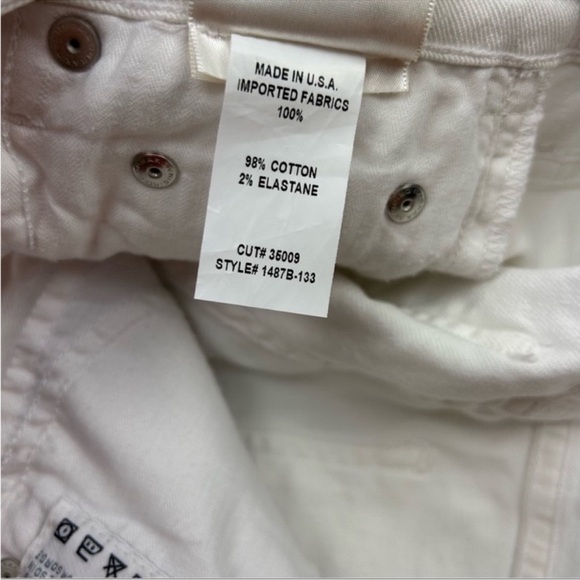 MADE IN U.S.A.
IMPORTED FABRICS
100%
98% COTTON
2% ELASTANE
CUT# 35009
STYLE# 1487B-133